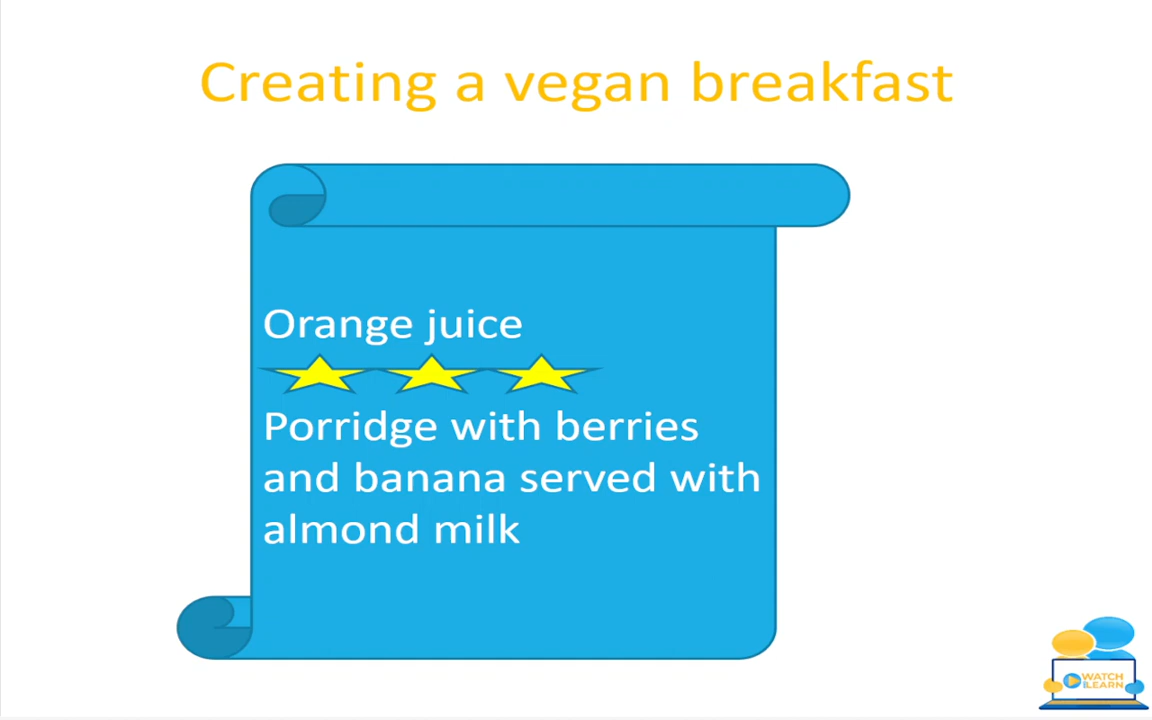 Creating a vegan breakfast
Orange juice
Porridge with berries
and banana served with
almond milk
WATCH
& LEARN